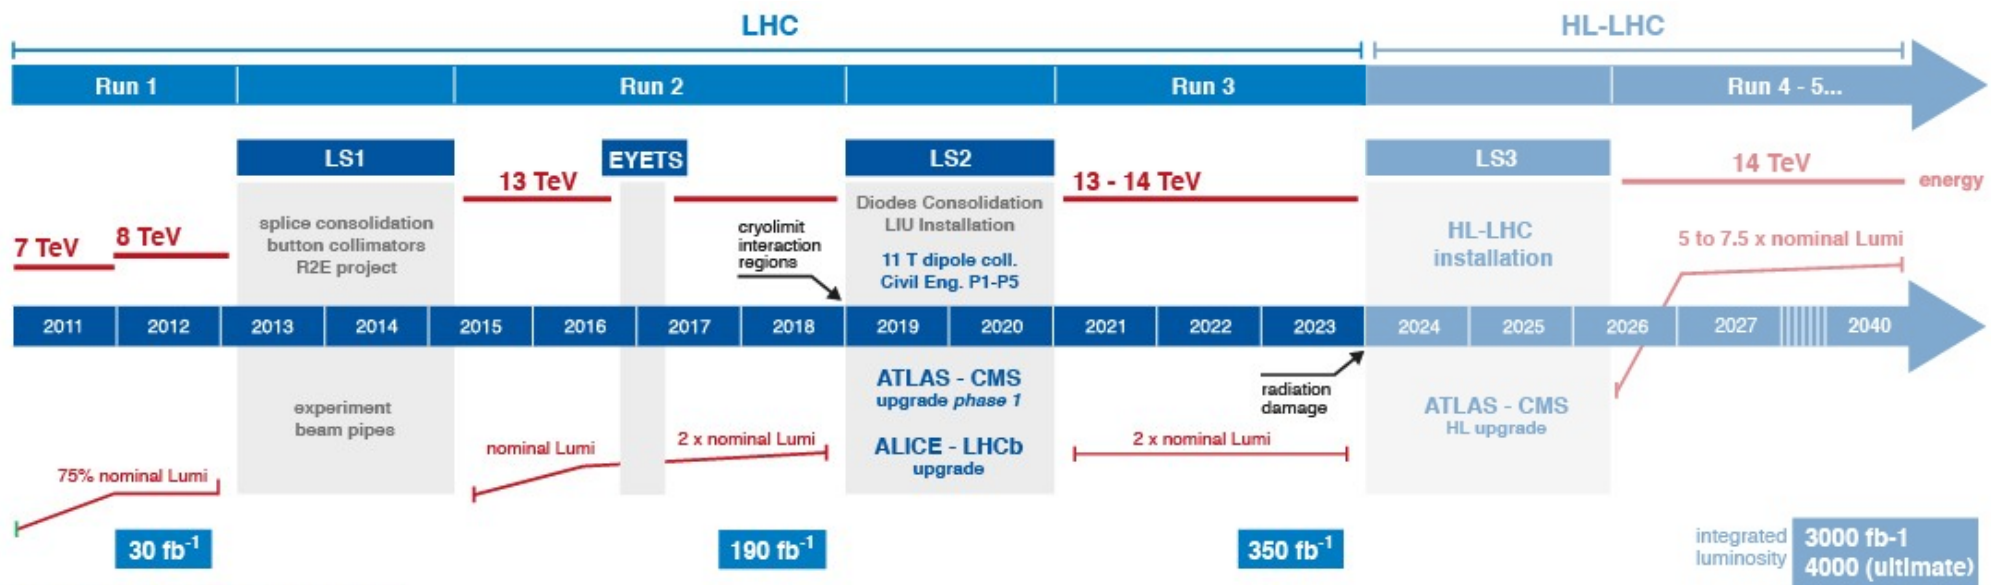 LHC
HL-LHC
Run 1
Run 2
Run 3
Run 4 - 5...
LS1
EYETS
LS2
LS3
7 TeV
8 TeV
13 TeV
13 - 14 TeV
14 TeV
energy
splice consolidation
button collimators
R2E project
cryolimit
interaction
regions
Diodes Consolidation
LIU Installation
11 T dipole coll.
Civil Eng. P1-P5
HL-LHC
installation
5 to 7.5 x nominal Lumi
2011
2012
2013
2014
2015
2016
2017
2018
2019
2020
2021
2022
2023
2024
2025
2026
2027
2040
experiment
beam pipes
ATLAS - CMS
upgrade phase 1
ALICE - LHCb
upgrade
radiation
damage
ATLAS - CMS
HL upgrade
75% nominal Lumi
nominal Lumi
2 x nominal Lumi
2 x nominal Lumi
30 fb-1
190 fb-1
350 fb-1
integrated
luminosity
3000 fb-1
4000 (ultimate)